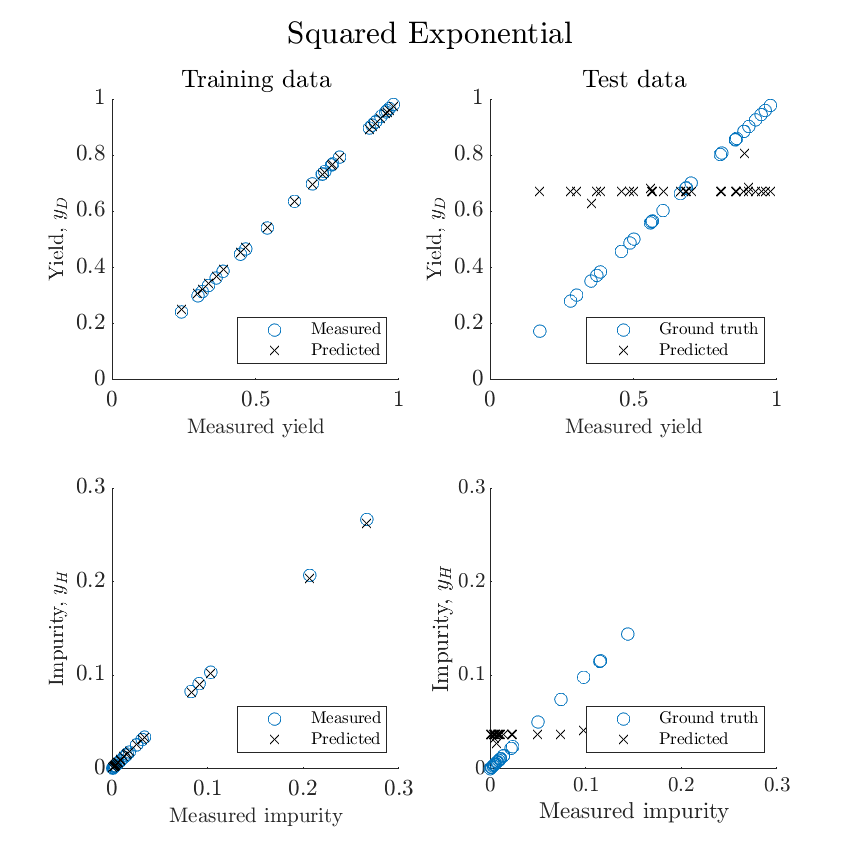 Squared Exponential
Training data
1
0.8
0.6
0.4
0.2
0
0
0.5
1
Yield, y_D
Measured yield
Measured
Predicted
Test data
1
0.8
0.6
0.4
0.2
0
0
0.5
1
Yield, y_D
Measured yield
Ground truth
Predicted
0.3
0.2
0.1
0
0
0.1
0.2
0.3
Impurity, y_H
Measured impurity
Measured
Predicted
0.3
0.2
0.1
0
0
0.1
0.2
0.3
Impurity, y_H
Measured impurity
Ground truth
Predicted